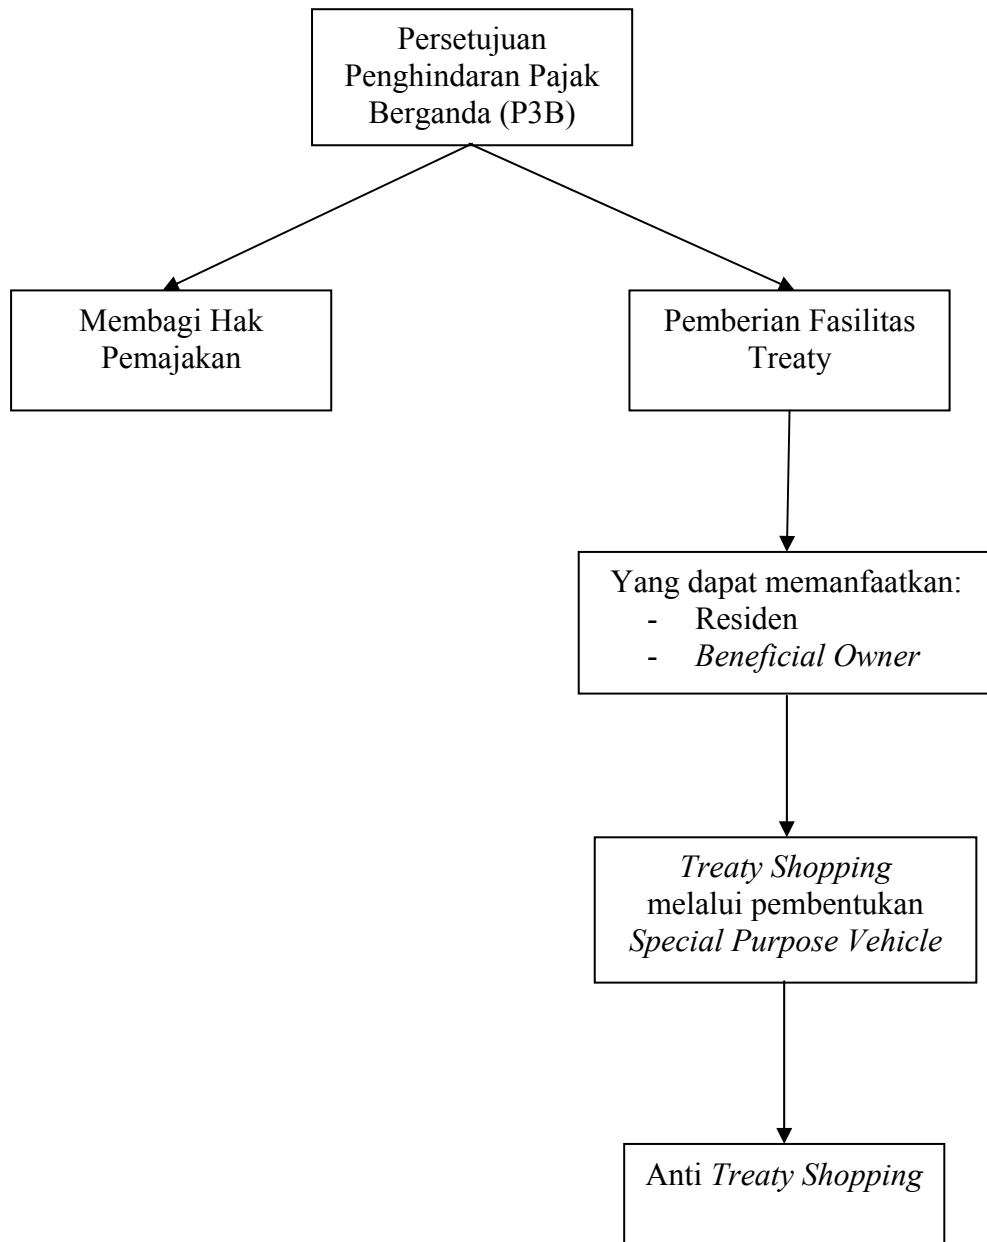 Persetujuan
Penghindaran Pajak
Berganda (P3B)
Membagi Hak
Pemajakan
Pemberian Fasilitas
Treaty
Yang dapat memanfaatkan:
- Residen
- Beneficial Owner
Treaty Shopping
melalui pembentukan
Special Purpose Vehicle
Anti Treaty Shopping